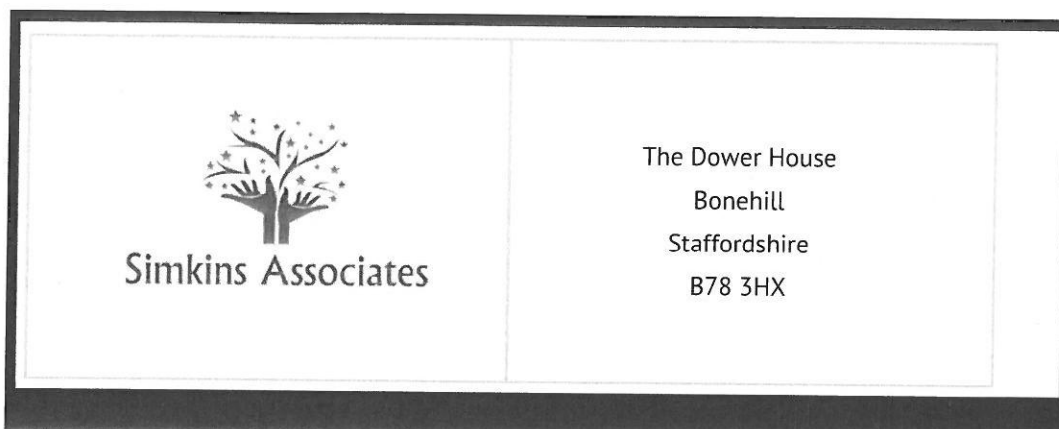 Simkins Associates
The Dower House
Bonehill
Staffordshire
B78 3HX